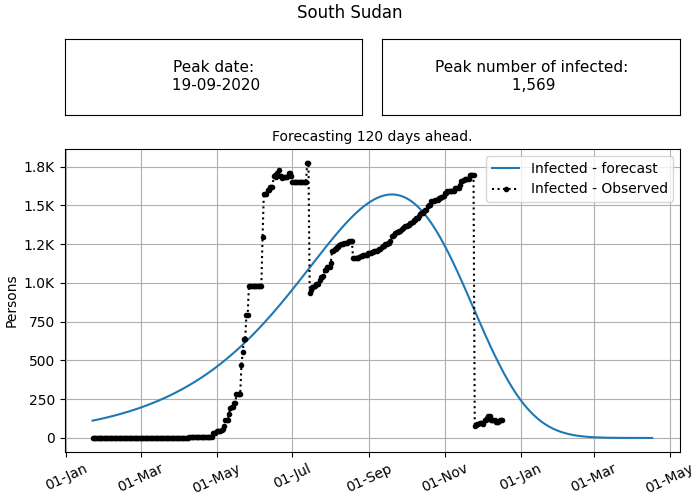 South Sudan
Peak date:
19-09-2020
Peak number of infected:
1,569
Forecasting 120 days ahead.
Infected - forecast
Infected - Observed
Persons
1.8K
1.5K
1.2K
1.0K
750
500
250
0
01-Jan
01-Mar
01-May
01-Jul
01-Sep
01-Nov
01-Jan
01-Mar
01-May